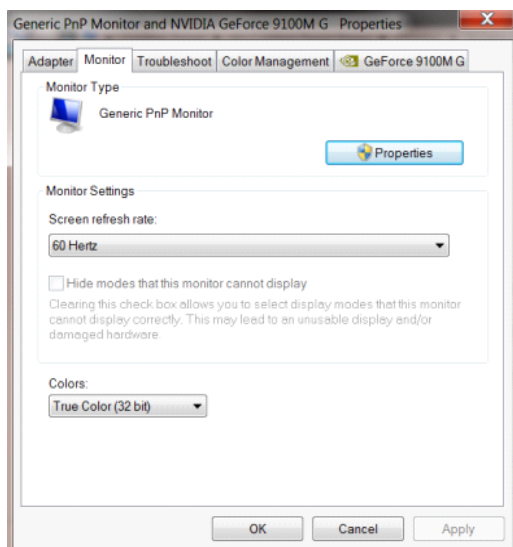 Generic PnP Monitor and NVIDIA GeForce 9100M G Properties
Adapter Monitor Troubleshoot Color Management GeForce 9100M G
Monitor Type
Generic PnP Monitor
Properties
Monitor Settings
Screen refresh rate:
60 Hertz
Hide modes that this monitor cannot display
Clearing this check box allows you to select display modes that this monitor
cannot display correctly. This may lead to an unusable display and/or
damaged hardware.
Colors:
True Color (32 bit)
OK Cancel Apply